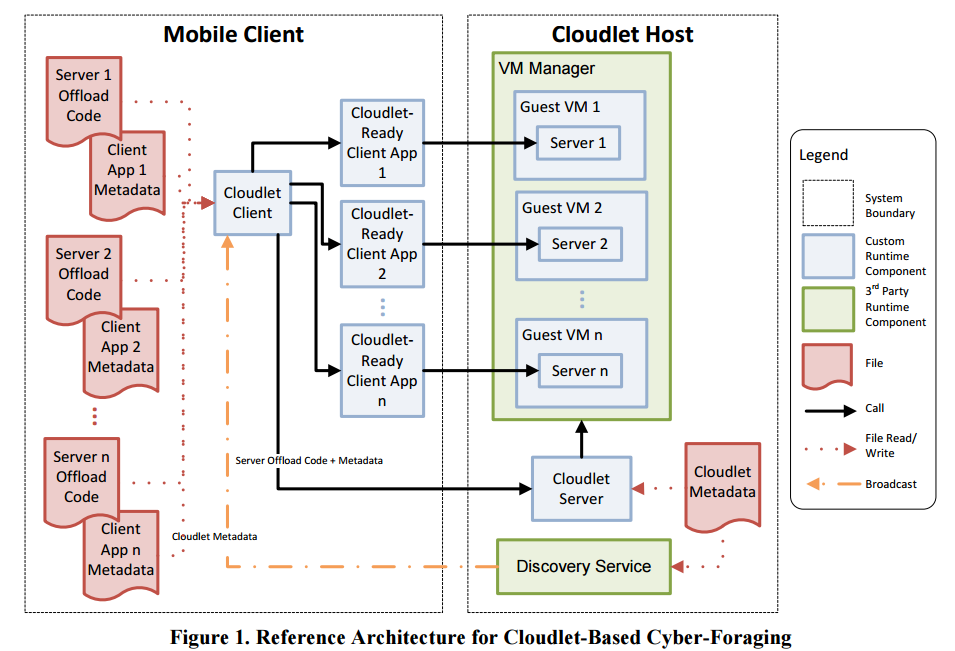 Mobile Client
Server 1
Offload
Code
Client
App 1
Metadata
Server 2
Offload
Code
Client
App 2
Metadata
Server n
Offload
Code
Client
App n
Metadata
Cloudlet
Client
Cloudlet-
Ready
Client App
1
Cloudlet-
Ready
Client App
2
Cloudlet-
Ready
Client App
n
Server Offload Code + Metadata
Cloudlet Metadata
Cloudlet Host
VM Manager
Guest VM 1
Server 1
Guest VM 2
Server 2
Guest VM n
Server n
Cloudlet
Server
Cloudlet
Metadata
Discovery Service
Legend
System
Boundary
Custom
Runtime
Component
3rd Party
Runtime
Component
File
Call
File Read/
Write
Broadcast
Figure 1. Reference Architecture for Cloudlet-Based Cyber-Foraging